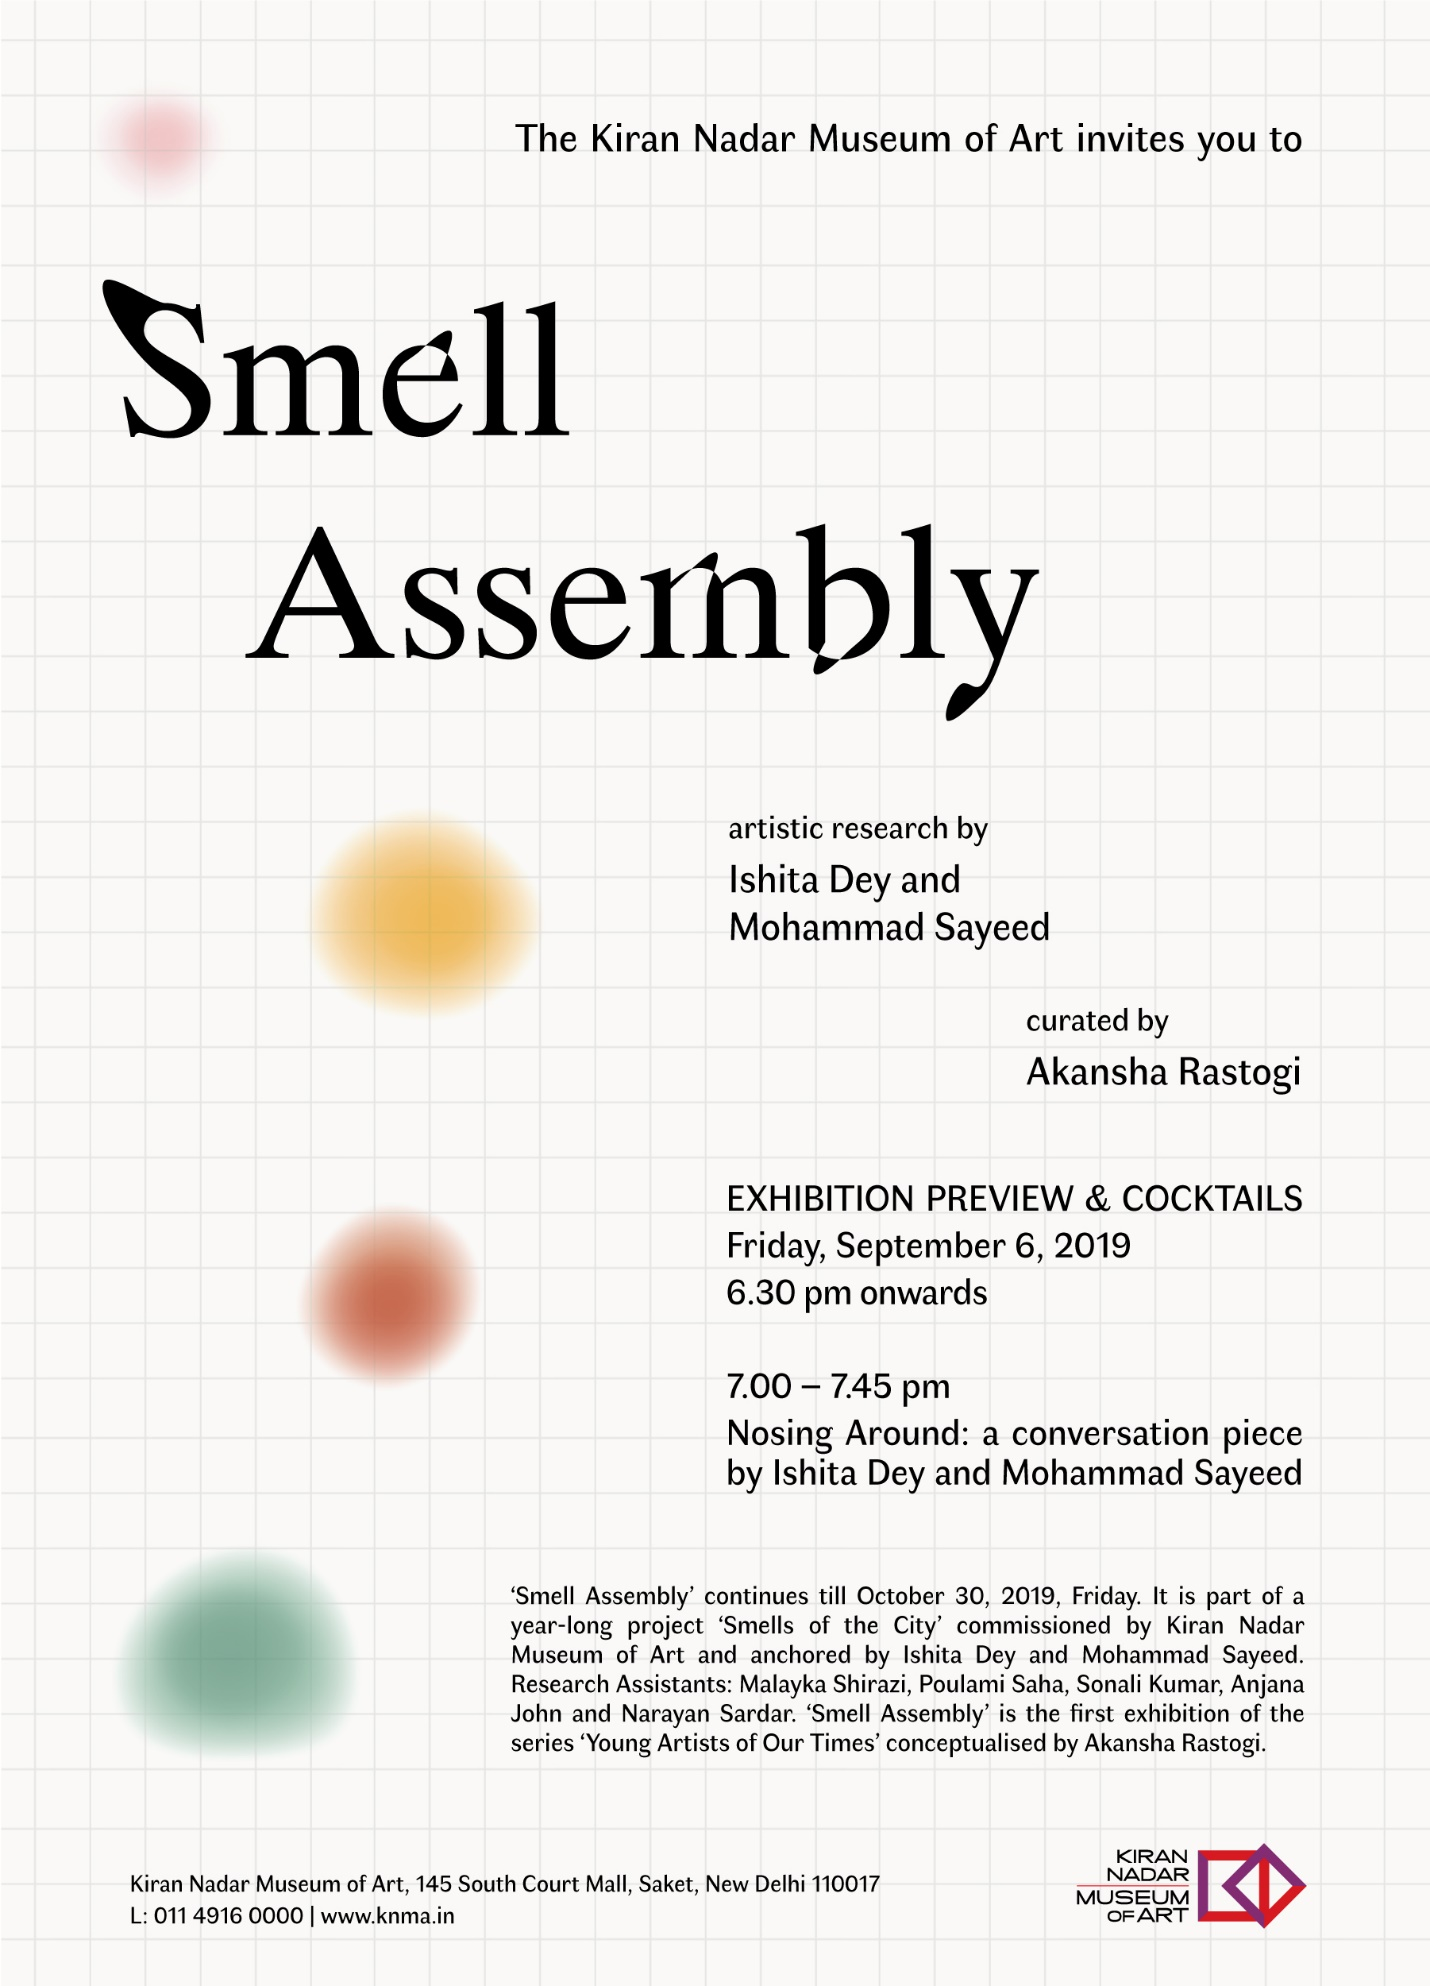 The Kiran Nadar Museum of Art invites you to
Smell
Assembly
artistic research by
Ishita Dey and
Mohammad Sayeed
curated by
Akansha Rastogi
EXHIBITION PREVIEW & COCKTAILS
Friday, September 6, 2019
6.30 pm onwards
7.00 – 7.45 pm
Nosing Around: a conversation piece
by Ishita Dey and Mohammad Sayeed
‘Smell Assembly’ continues till October 30, 2019, Friday. It is part of a
year-long project ‘Smells of the City’ commissioned by Kiran Nadar
Museum of Art and anchored by Ishita Dey and Mohammad Sayeed.
Research Assistants: Malayka Shirazi, Poulami Saha, Sonali Kumar, Anjana
John and Narayan Sardar. ‘Smell Assembly’ is the first exhibition of the
series ‘Young Artists of Our Times’ conceptualised by Akansha Rastogi.
Kiran Nadar Museum of Art, 145 South Court Mall, Saket, New Delhi 110017
L: 011 4916 0000 | www.knma.in
KIRAN
NADAR
MUSEUM
OF ART